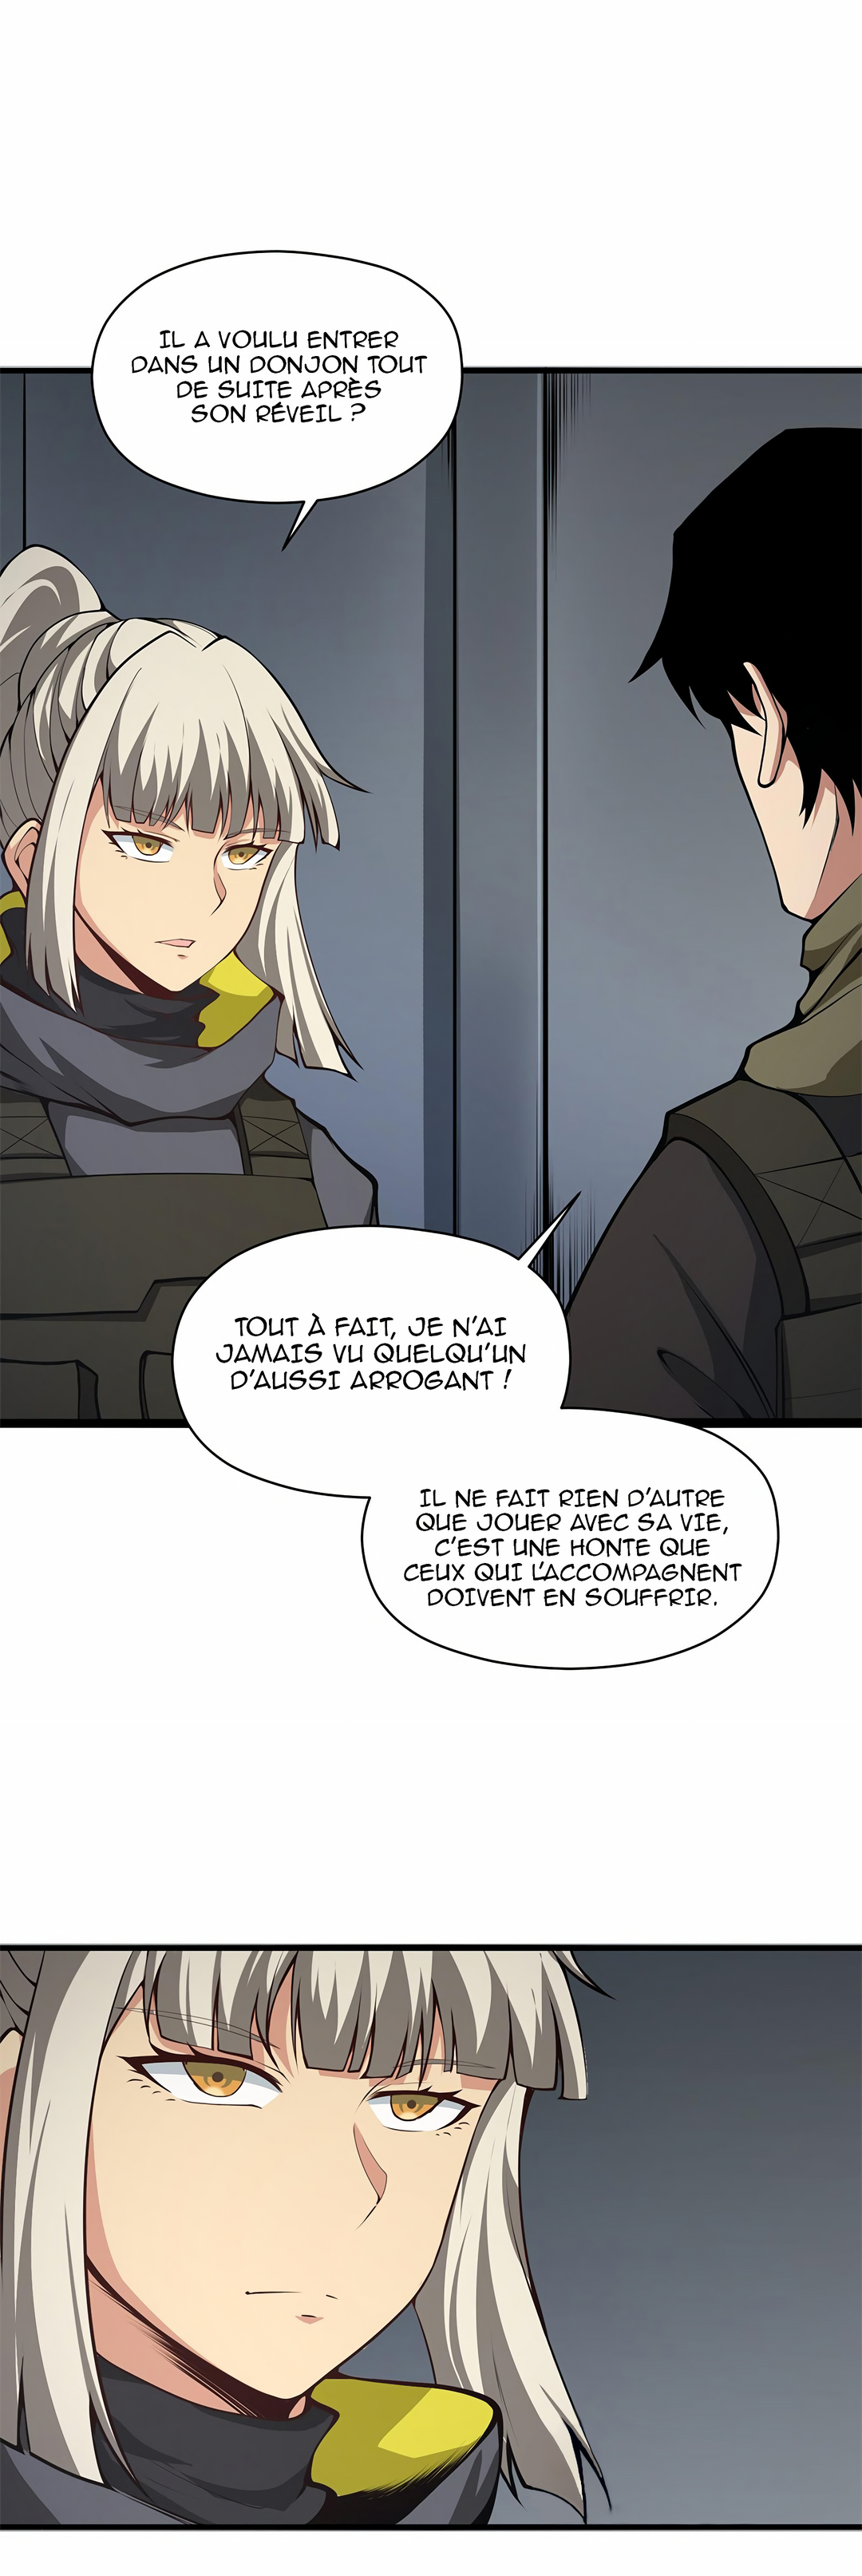 IL A VOULU ENTRER
DANS UN DONJON TOUT
DE SUITE APRÈS
SON RÉVEIL ?
TOUT À FAIT, JE N'AI
JAMAIS VU QUELQU'UN
D'AUSSI ARROGANT !
IL NE FAIT RIEN D'AUTRE
QUE JOUER AVEC SA VIE,
C'EST UNE HONTE QUE
CEUX QUI L'ACCOMPAGNENT
DOIVENT EN SOUFFRIR.